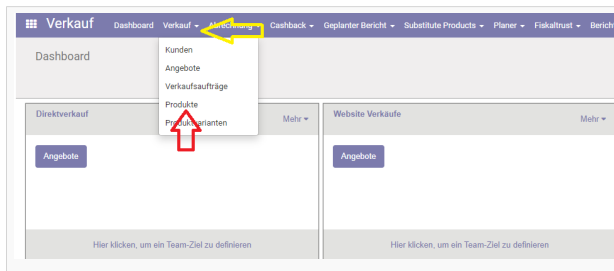 Verkauf Dashboard Verkauf Abrechnung Cashback Geplanter Bericht Substitute Products Planer Fiskaltrust
Dashboard
Kunden
Angebote
Verkaufsaufträge
Produkte
Produktvarianten
Direktverkauf Mehr
Website Verkäufe Mehr
Angebote
Angebote
Hier klicken, um ein Team-Ziel zu definieren
Hier klicken, um ein Team-Ziel zu definieren